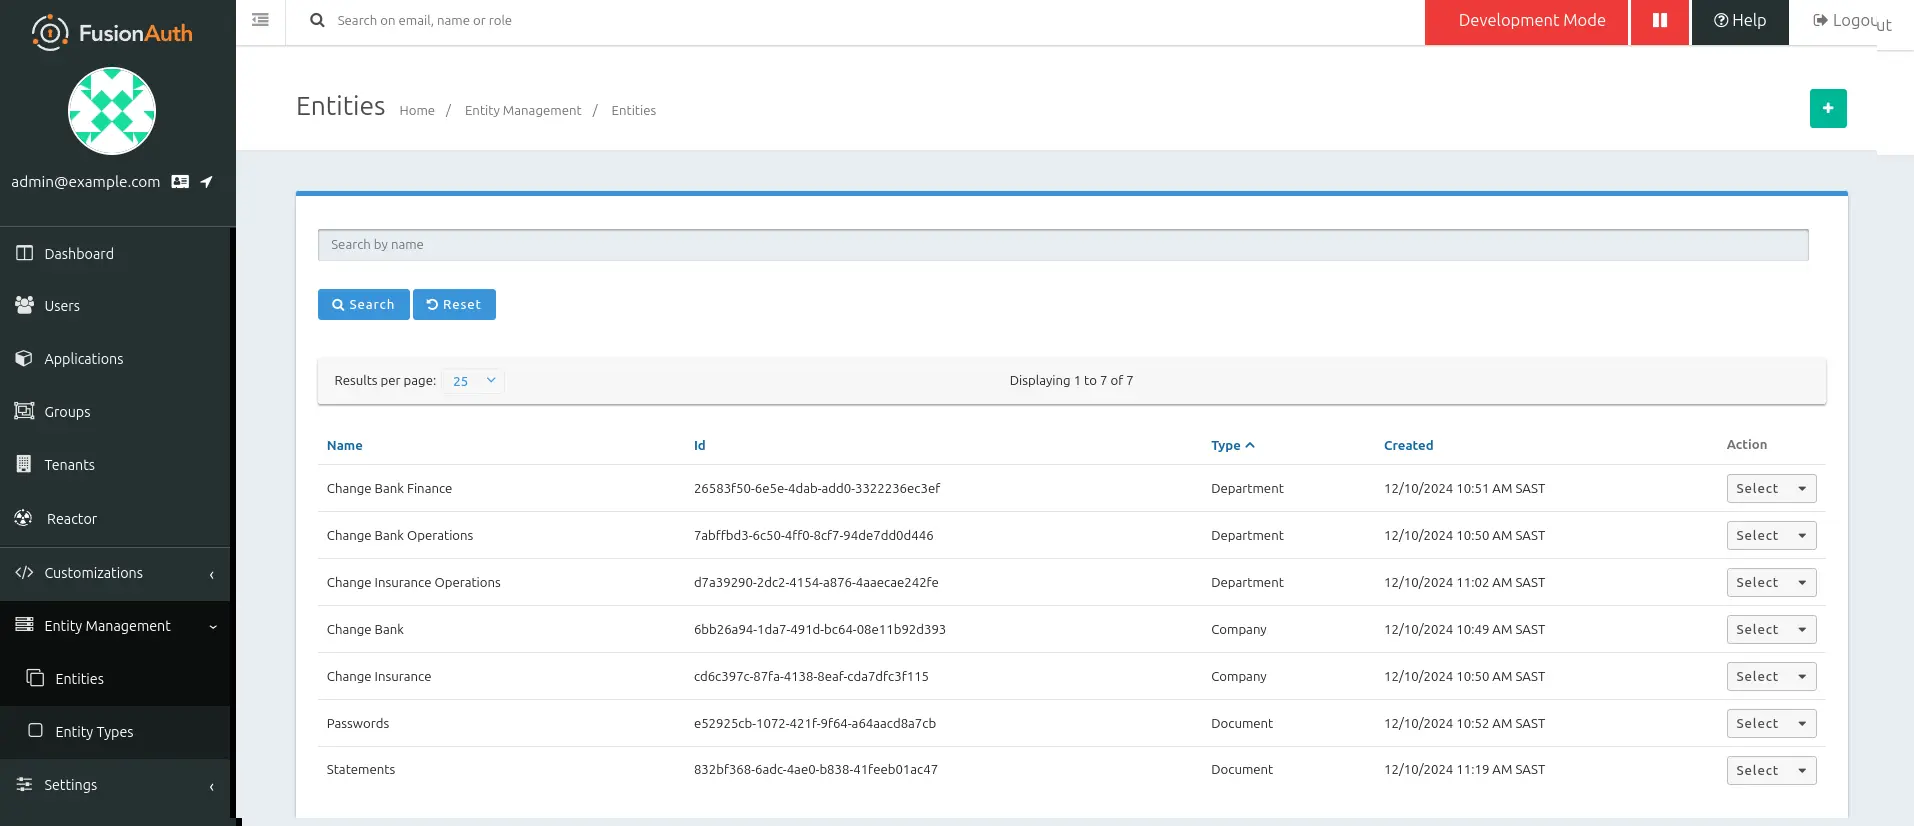 FusionAuth
admin@example.com
Dashboard
Users
Applications
Groups
Tenants
Reactor
Customizations
Entity Management
Entities
Entity Types
Settings
Search on email, name or role
Development Mode
Help
Logout
Entities Home / Entity Management / Entities
Search by name
Search Reset
Results per page: 25 Displaying 1 to 7 of 7
Name Id Type Created Action
Change Bank Finance 26583f50-6e5e-4dab-add0-3322236ec3ef Department 12/10/2024 10:51 AM SAST Select
Change Bank Operations 7abffbd3-6c50-4ff0-8cf7-94de7dd0d446 Department 12/10/2024 10:50 AM SAST Select
Change Insurance Operations d7a39290-2dc2-4154-a876-4aaecae242fe Department 12/10/2024 11:02 AM SAST Select
Change Bank 6bb26a94-1da7-491d-bc64-08e11b92d393 Company 12/10/2024 10:49 AM SAST Select
Change Insurance cd6c397c-87fa-4138-8eaf-cda7dfc3f115 Company 12/10/2024 10:50 AM SAST Select
Passwords e52925cb-1072-421f-9f64-a64aacd8a7cb Document 12/10/2024 10:52 AM SAST Select
Statements 832bf368-6adc-4ae0-b838-41feeb01ac47 Document 12/10/2024 11:19 AM SAST Select